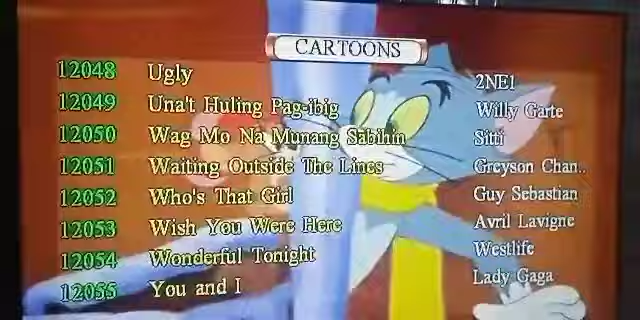 CARTOONS
12048 Ugly 2NE1
12049 Una't Huling Pag-ibig Willy Garte
12050 Wag Mo Na Munang Sabihin Sitti
12051 Waiting Outside The Lines Greyson Chan..
12052 Who's That Girl Guy Sebastian
12053 Wish You Were Here Avril Lavigne
12054 Wonderful Tonight Westlife
12055 You and I Lady Gaga